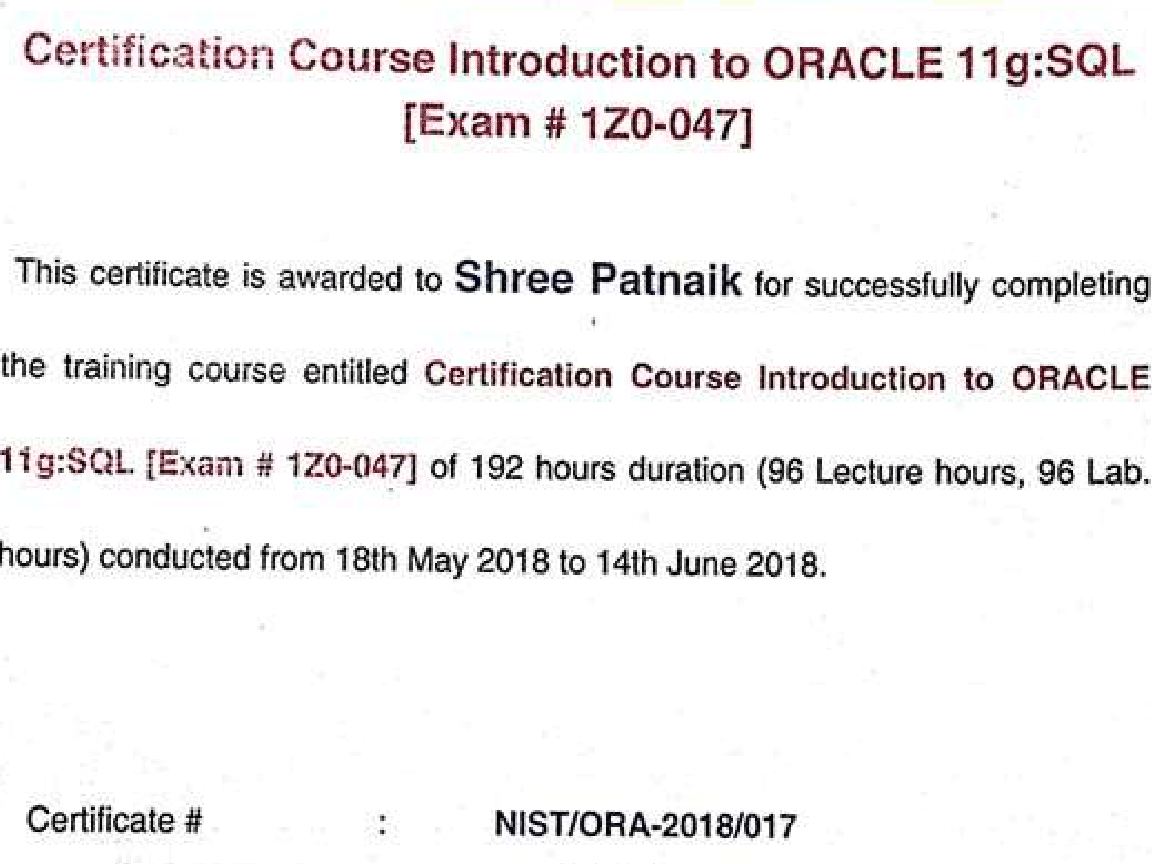 Certification Course Introduction to ORACLE 11g:SQL
[Exam # 1Z0-047]
This certificate is awarded to Shree Patnaik for successfully completing
the training course entitled Certification Course Introduction to ORACLE
11g:SQL [Exam # 1Z0-047] of 192 hours duration (96 Lecture hours, 96 Lab.
hours) conducted from 18th May 2018 to 14th June 2018.
Certificate # : NIST/ORA-2018/017